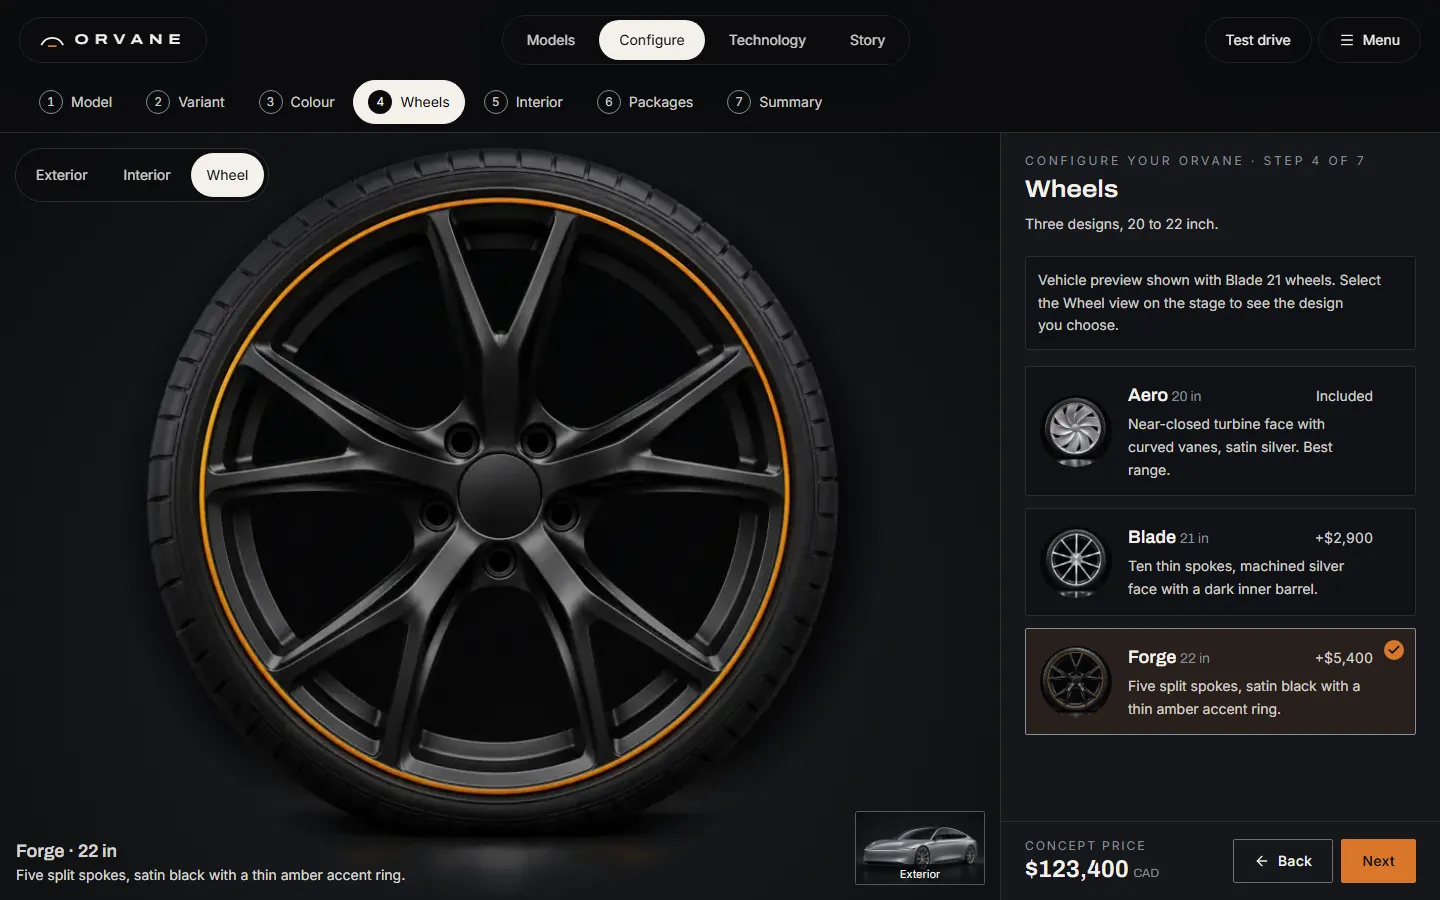 ORVANE
Models
Configure
Technology
Story
Test drive
Menu
1 Model
2 Variant
3 Colour
4 Wheels
5 Interior
6 Packages
7 Summary
Exterior
Interior
Wheel
Forge · 22 in
Five split spokes, satin black with a thin amber accent ring.
Exterior
CONFIGURE YOUR ORVANE · STEP 4 OF 7
Wheels
Three designs, 20 to 22 inch.
Vehicle preview shown with Blade 21 wheels. Select
the Wheel view on the stage to see the design
you choose.
Aero 20 in Included
Near-closed turbine face with
curved vanes, satin silver. Best
range.
Blade 21 in +$2,900
Ten thin spokes, machined silver
face with a dark inner barrel.
Forge 22 in +$5,400
Five split spokes, satin black with a
thin amber accent ring.
CONCEPT PRICE
$123,400 CAD
Back
Next